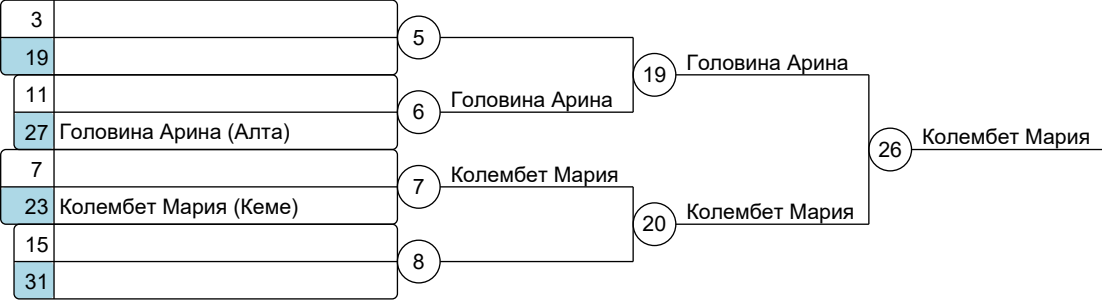 3
5
19
19 Головина Арина
11
6 Головина Арина
27 Головина Арина (Алта)
26 Колембет Мария
7
7 Колембет Мария
23 Колембет Мария (Кеме)
20 Колембет Мария
15
8
31